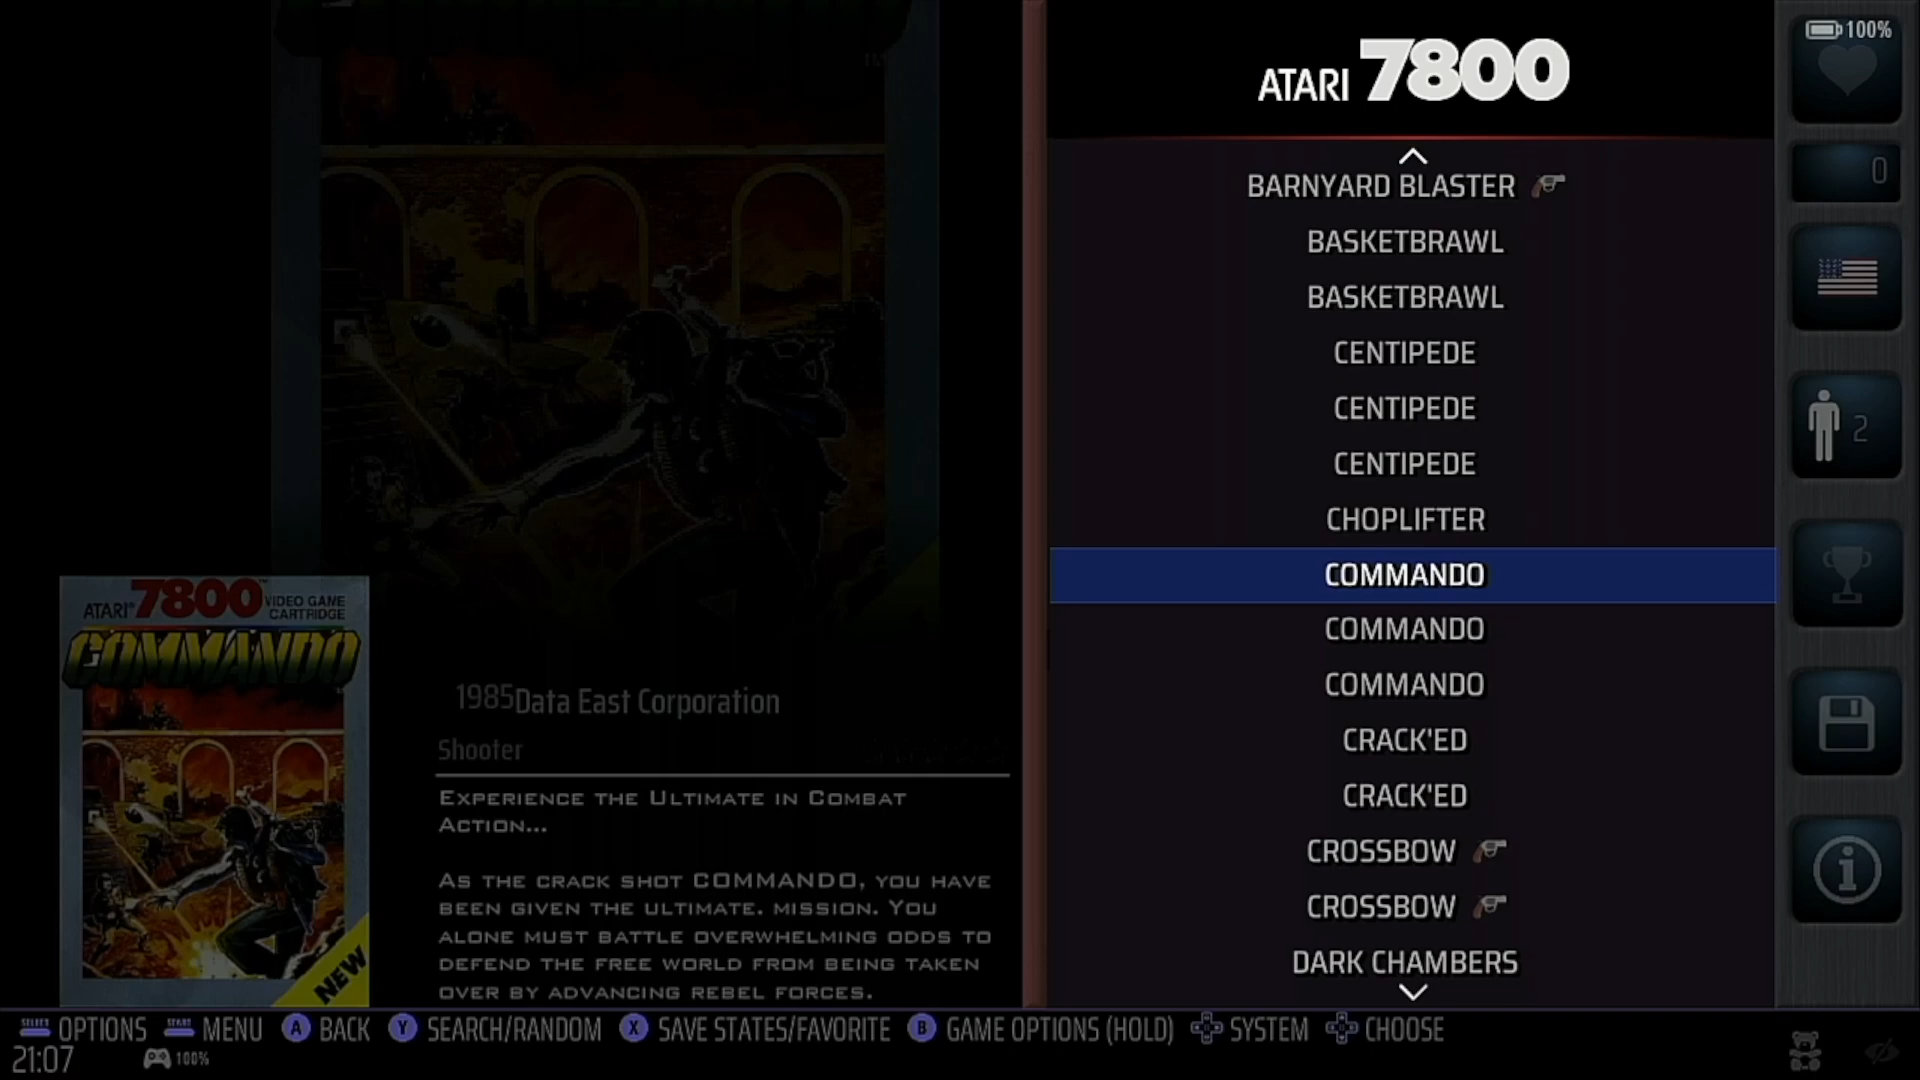 100%
ATARI 7800
0
BARNYARD BLASTER
BASKETBRAWL
BASKETBRAWL
CENTIPEDE
CENTIPEDE
2
CENTIPEDE
CHOPLIFTER
COMMANDO
COMMANDO
COMMANDO
CRACK'ED
CRACK'ED
CROSSBOW
CROSSBOW
DARK CHAMBERS
ATARI 7800 VIDEO GAME CARTRIDGE
COMMANDO
NEW
1985Data East Corporation
Shooter
EXPERIENCE THE ULTIMATE IN COMBAT
ACTION...
AS THE CRACK SHOT COMMANDO, YOU HAVE
BEEN GIVEN THE ULTIMATE. MISSION. YOU
ALONE MUST BATTLE OVERWHELMING ODDS TO
DEFEND THE FREE WORLD FROM BEING TAKEN
OVER BY ADVANCING REBEL FORCES.
SELECT OPTIONS START MENU A BACK Y SEARCH/RANDOM X SAVE STATES/FAVORITE B GAME OPTIONS (HOLD) SYSTEM CHOOSE
21:07 100%